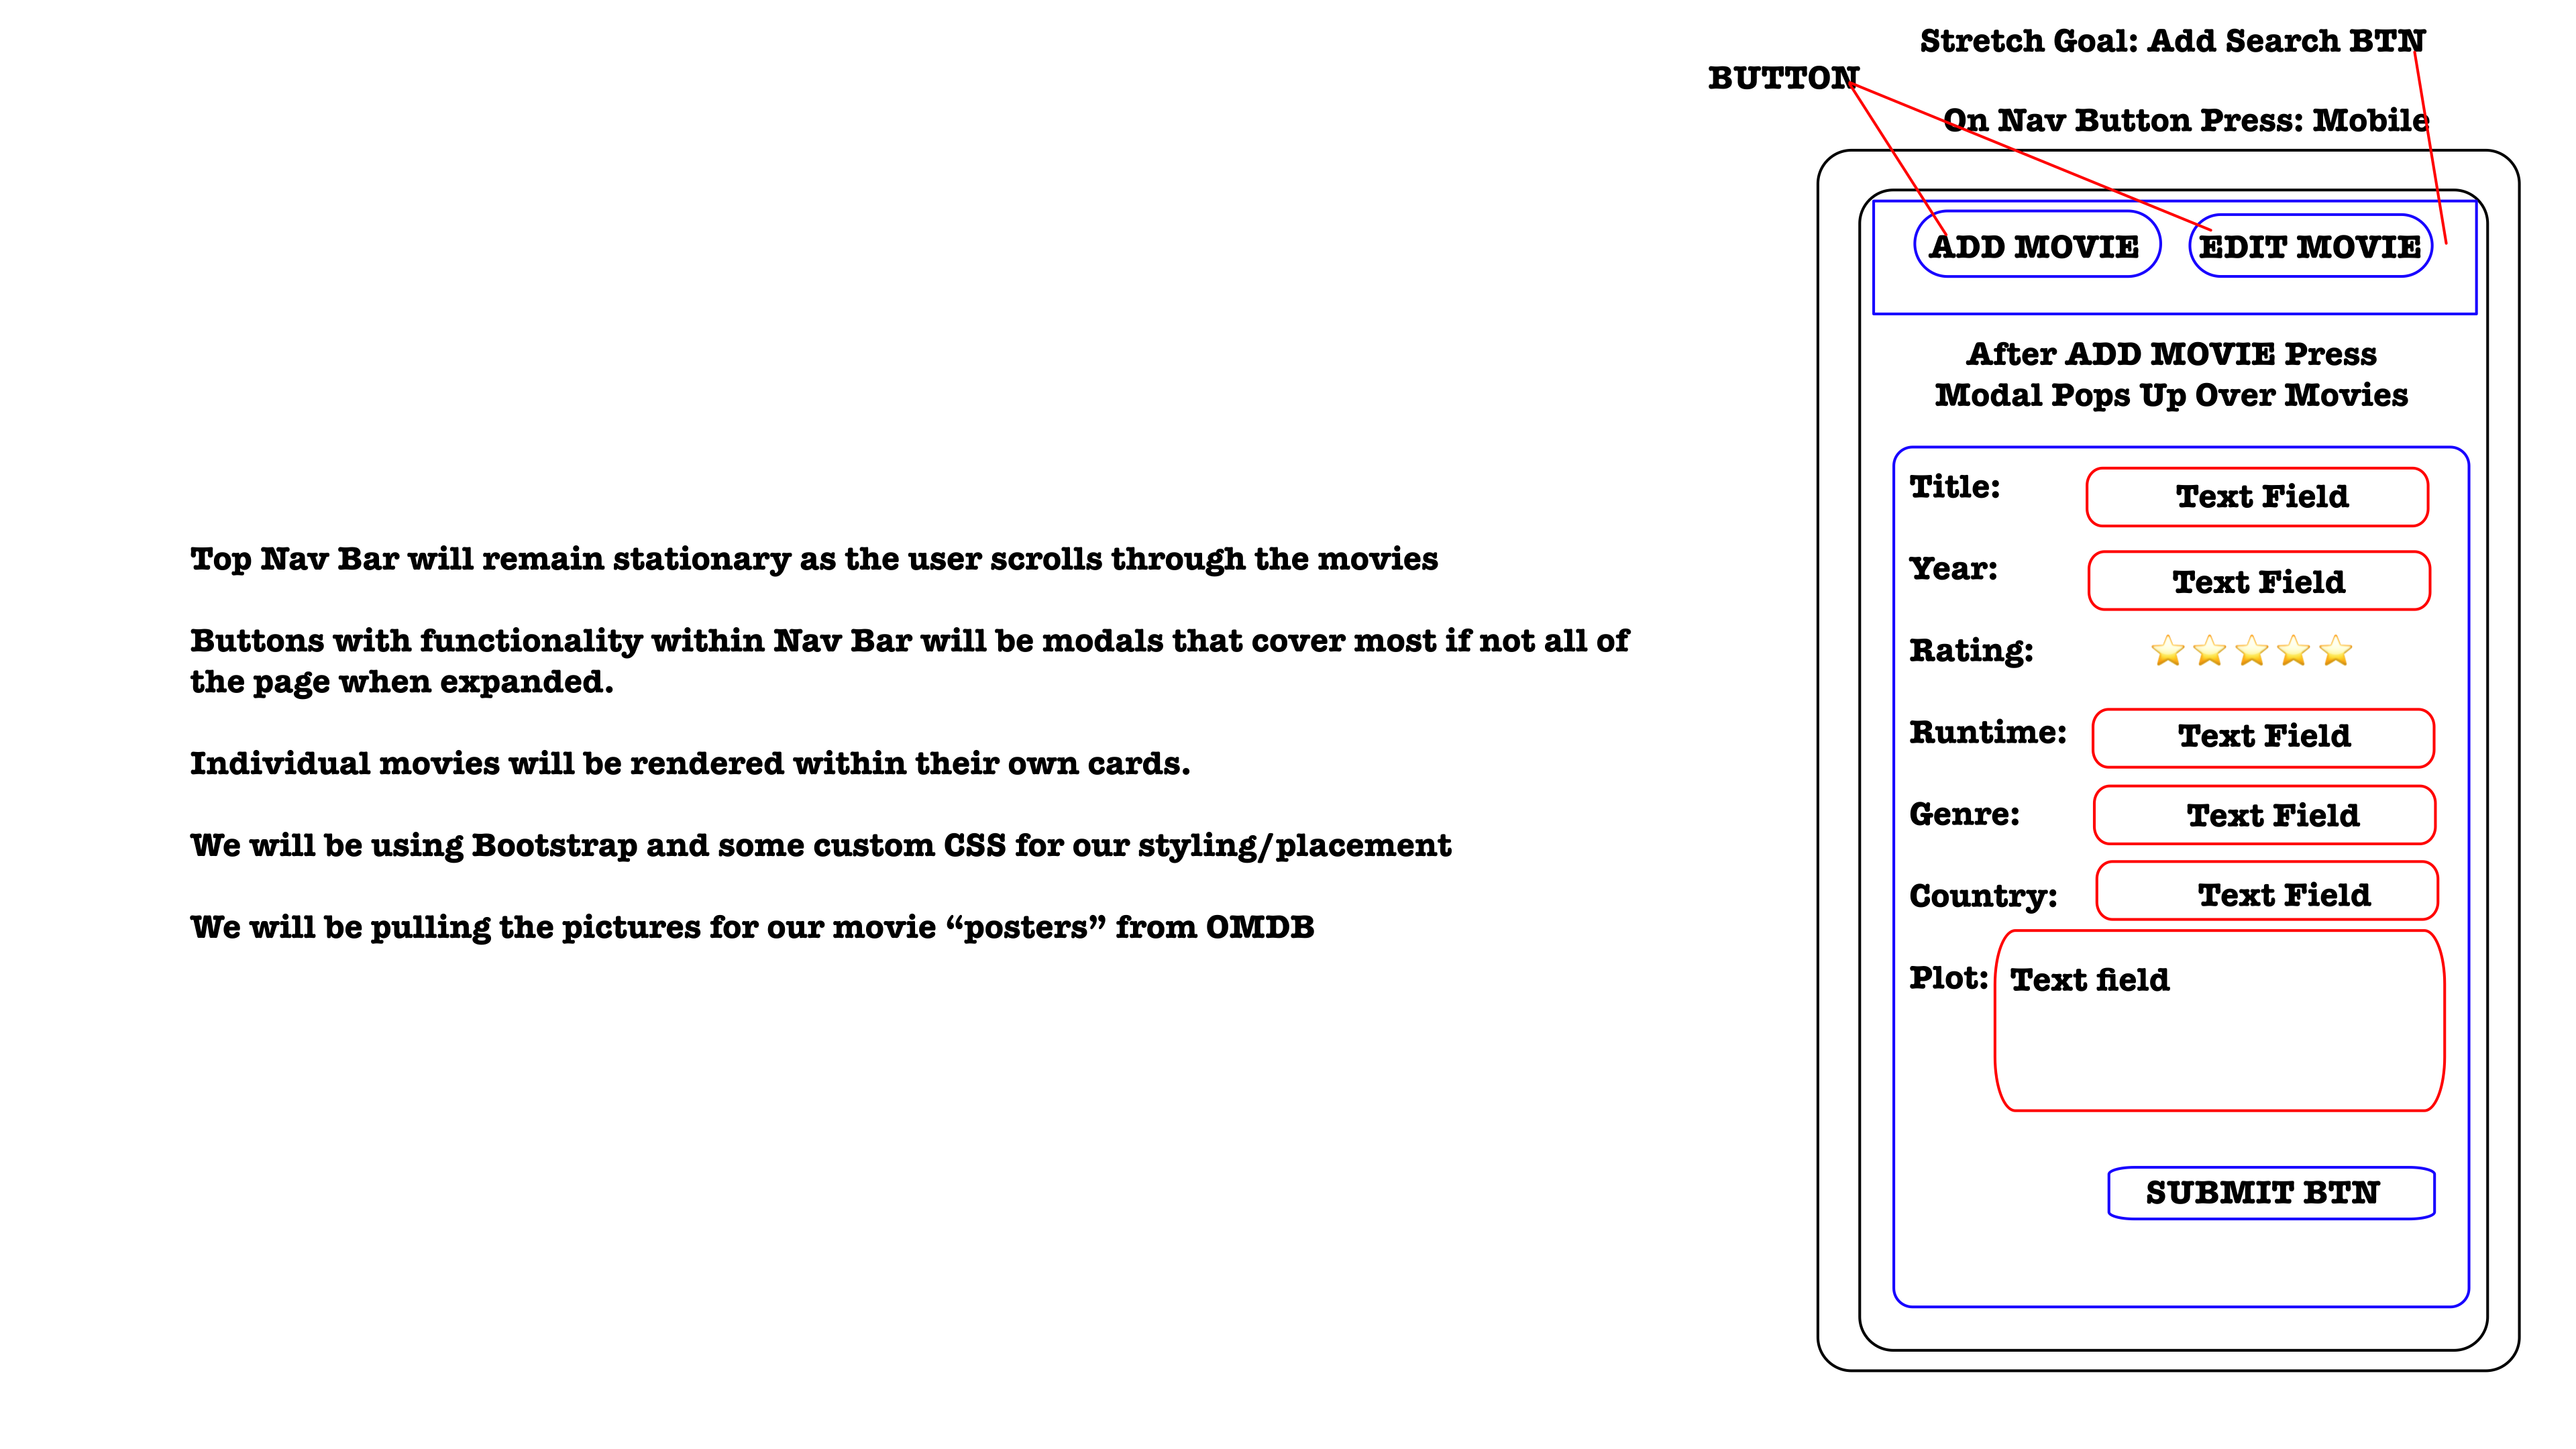 Stretch Goal: Add Search BTN
BUTTON
On Nav Button Press: Mobile
ADD MOVIE
EDIT MOVIE
After ADD MOVIE Press
Modal Pops Up Over Movies
Title:
Text Field
Year:
Text Field
Rating:
⭐⭐⭐⭐⭐
Runtime:
Text Field
Genre:
Text Field
Country:
Text Field
Plot:
Text field
SUBMIT BTN
Top Nav Bar will remain stationary as the user scrolls through the movies
Buttons with functionality within Nav Bar will be modals that cover most if not all of
the page when expanded.
Individual movies will be rendered within their own cards.
We will be using Bootstrap and some custom CSS for our styling/placement
We will be pulling the pictures for our movie “posters” from OMDB